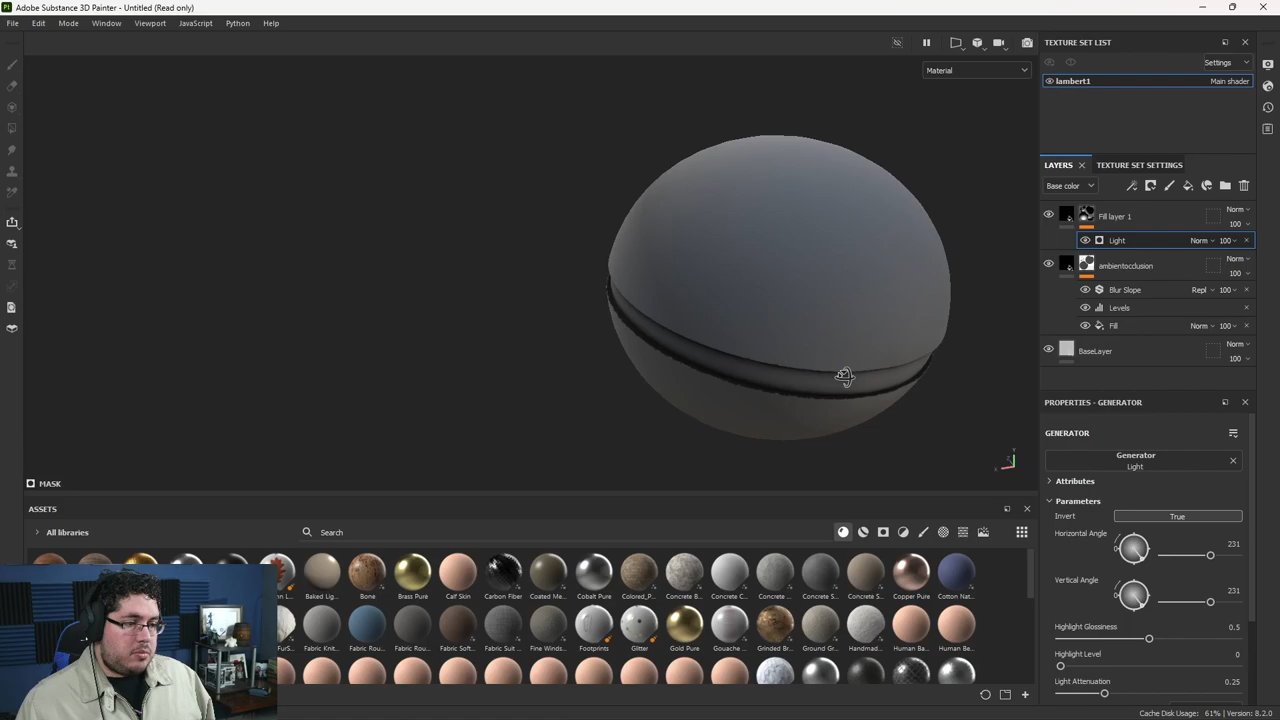 Pt Adobe Substance 3D Painter - Untitled (Read only)
File Edit Mode Window Viewport JavaScript Python Help
Material
TEXTURE SET LIST
Settings
lambert1 Main shader
LAYERS TEXTURE SET SETTINGS
Base color
Fill layer 1 Norm 100
Light Norm 100
ambientocclusion Norm 100
Blur Slope Repl 100
Levels
Fill Norm 100
BaseLayer Norm 100
PROPERTIES - GENERATOR
GENERATOR
Generator
Light
Attributes
Parameters
Invert True
Horizontal Angle
231
Vertical Angle
231
Highlight Glossiness 0.5
Highlight Level 0
Light Attenuation 0.25
Y
MASK
ASSETS
All libraries Search
Baked Ligh... Bone Brass Pure Calf Skin Carbon Fiber Coated Me... Cobalt Pure Colored_P... Concrete B... Concrete C... Concrete ... Concrete S... Concrete S... Copper Pure Cotton Nat...
Fabric Knit... Fabric Rou... Fabric Rou... Fabric Soft... Fabric Suit ... Fine Winds... Footprints Glitter Gold Pure Gouache ... Grinded Br... Ground Gr... Handmad... Human Ba... Human Be...
Cache Disk Usage: 61% | Version: 8.2.0